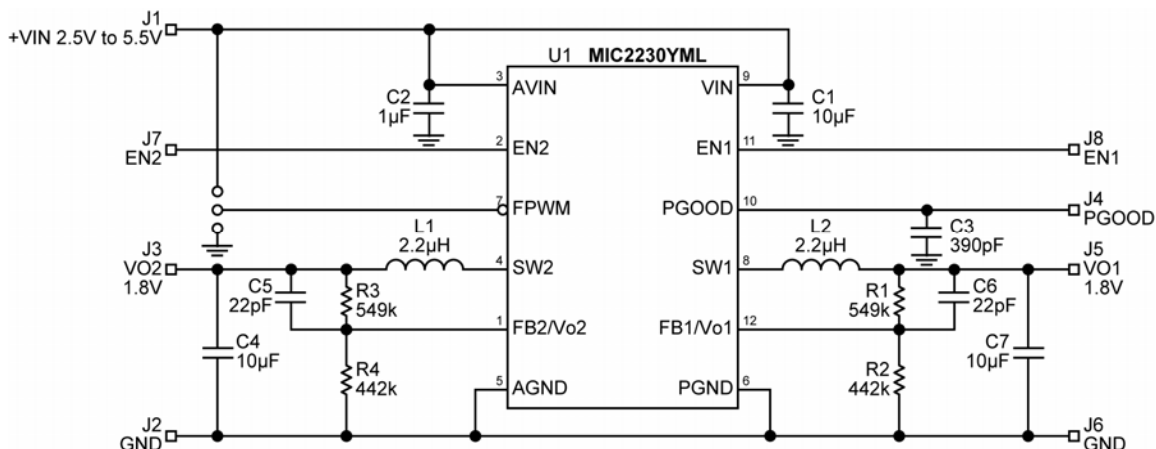 J1
+VIN 2.5V to 5.5V
U1 MIC2230YML
3
AVIN
VIN
9
C2
1µF
C1
10µF
J7
EN2
2
EN2
EN1
11
J8
EN1
7
FPWM
PGOOD
10
J4
PGOOD
L1
2.2µH
L2
2.2µH
C3
390pF
J3
VO2
1.8V
4
SW2
SW1
8
J5
VO1
1.8V
C5
22pF
R3
549k
R1
549k
C6
22pF
1
FB2/Vo2
FB1/Vo1
12
C4
10µF
R4
442k
R2
442k
C7
10µF
5
AGND
PGND
6
J2
GND
J6
GND